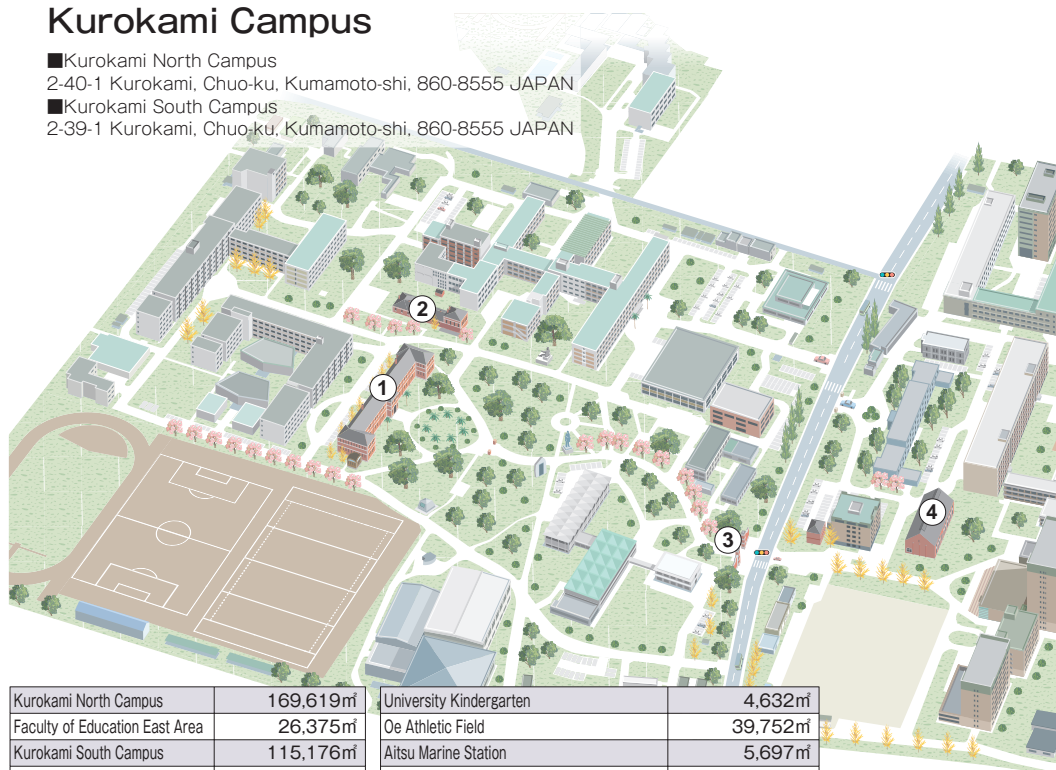 Kurokami Campus
■Kurokami North Campus
2-40-1 Kurokami, Chuo-ku, Kumamoto-shi, 860-8555 JAPAN
■Kurokami South Campus
2-39-1 Kurokami, Chuo-ku, Kumamoto-shi, 860-8555 JAPAN
2
1
3
4
Kurokami North Campus 169,619㎡ University Kindergarten 4,632㎡
Faculty of Education East Area 26,375㎡ Oe Athletic Field 39,752㎡
Kurokami South Campus 115,176㎡ Aitsu Marine Station 5,697㎡